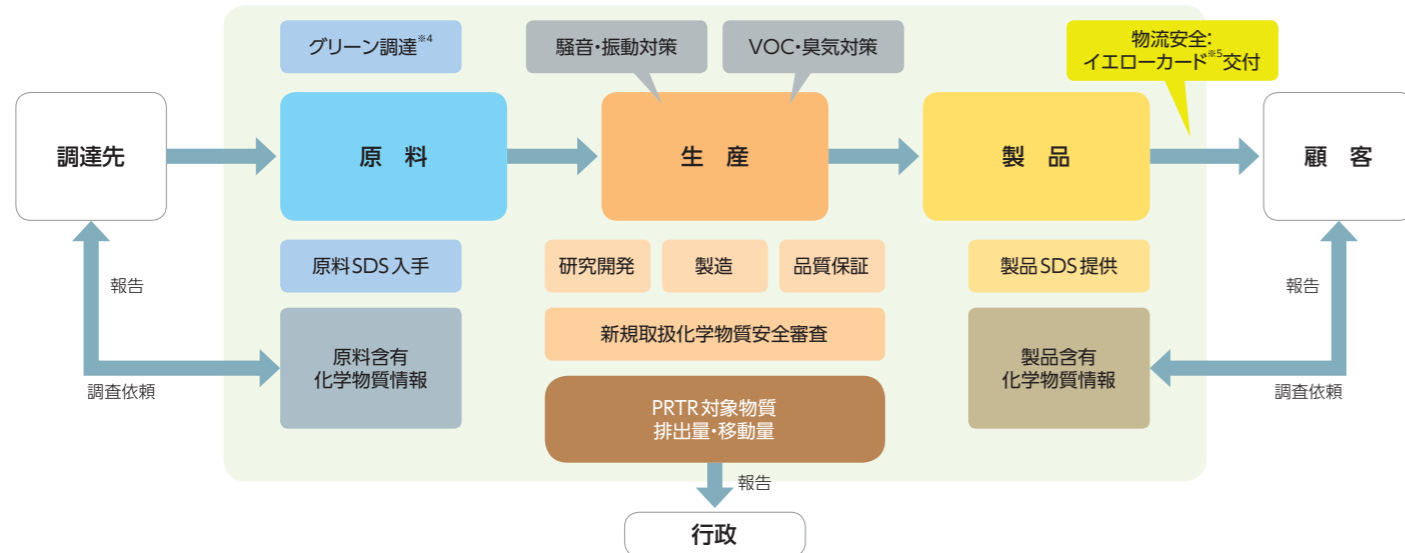 グリーン調達※4
騒音・振動対策
VOC・臭気対策
物流安全:
イエローカード※5交付
調達先
原　料
生　産
製　品
顧　客
原料SDS入手
研究開発
製造
品質保証
製品SDS提供
報告
報告
新規取扱化学物質安全審査
原料含有
化学物質情報
製品含有
化学物質情報
調査依頼
調査依頼
PRTR対象物質
排出量・移動量
報告
行政